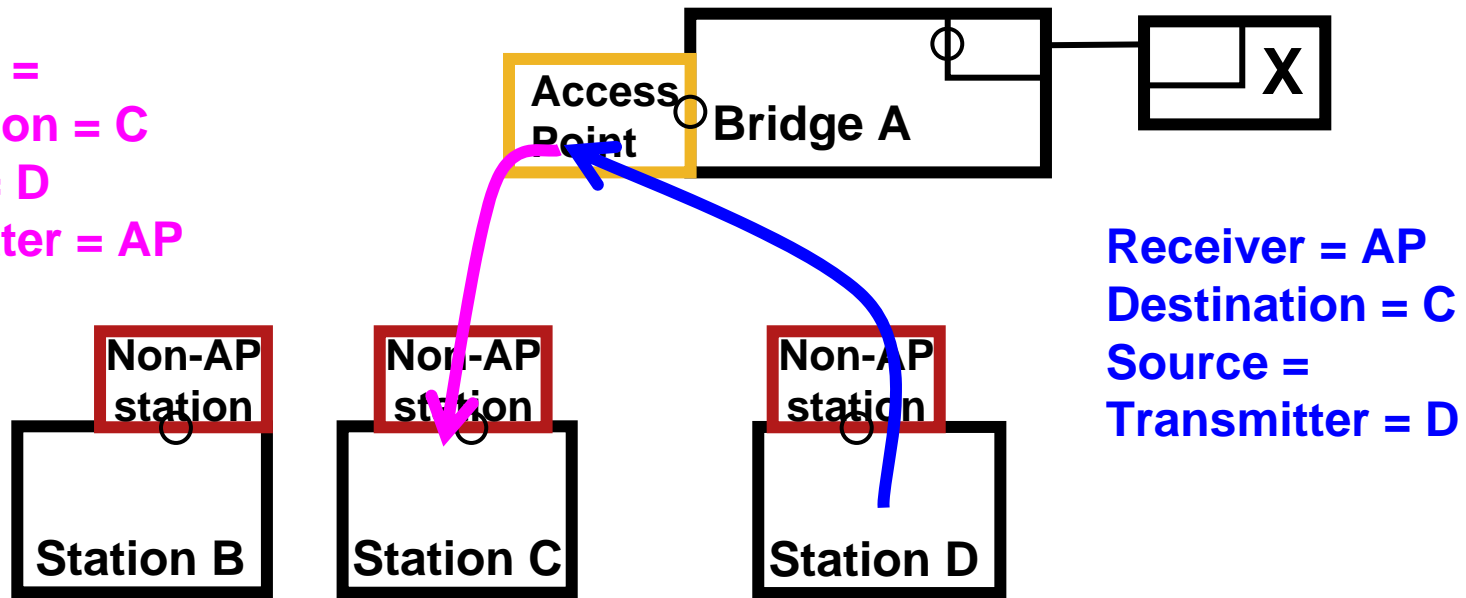 =
on = C
= D
ter = AP
Access
Point
Bridge A
X
Receiver = AP
Destination = C
Source =
Transmitter = D
Non-AP
station
Station B
Non-AP
station
Station C
Non-AP
station
Station D